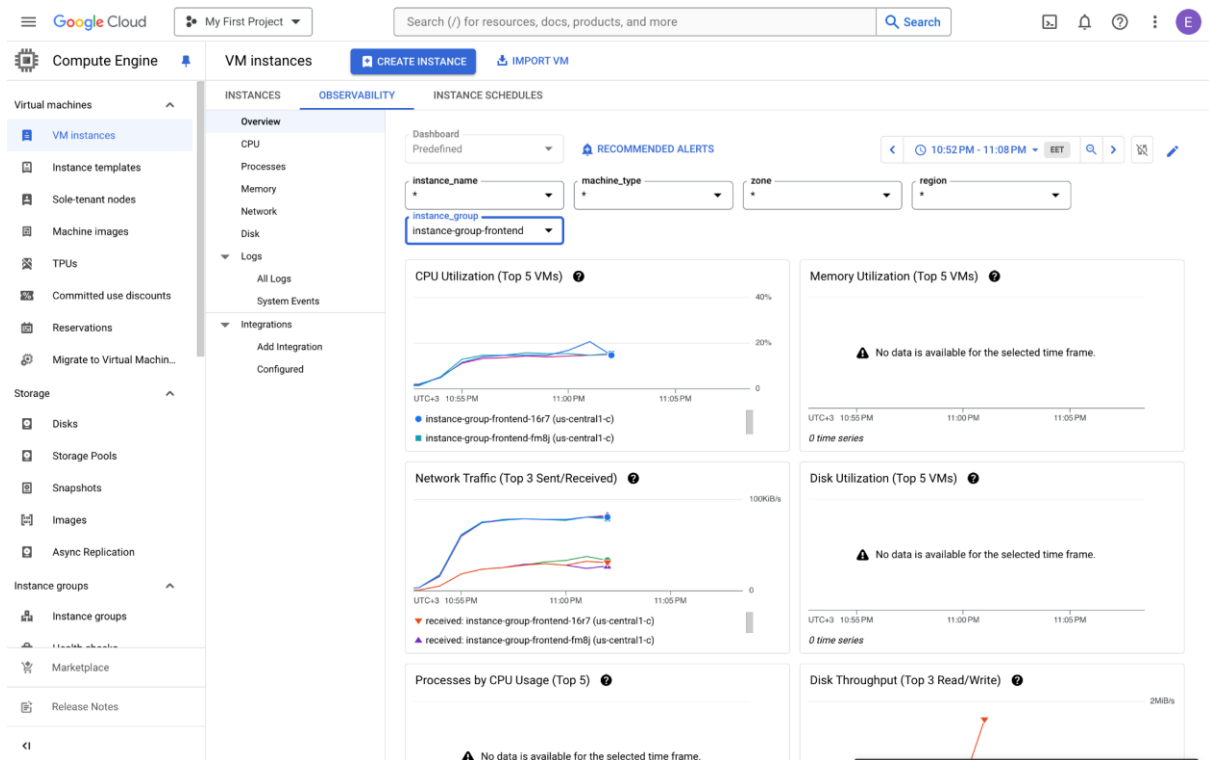 Google Cloud
My First Project
Search (/) for resources, docs, products, and more
Search
E
Compute Engine
VM instances
CREATE INSTANCE
IMPORT VM
Virtual machines
VM instances
Instance templates
Sole-tenant nodes
Machine images
TPUs
Committed use discounts
Reservations
Migrate to Virtual Machin...
Storage
Disks
Storage Pools
Snapshots
Images
Async Replication
Instance groups
Instance groups
Health checks
Marketplace
Release Notes
INSTANCES
OBSERVABILITY
INSTANCE SCHEDULES
Overview
CPU
Processes
Memory
Network
Disk
Logs
All Logs
System Events
Integrations
Add Integration
Configured
Dashboard
Predefined
RECOMMENDED ALERTS
10:52 PM - 11:08 PM
EET
instance_name
*
machine_type
*
zone
*
region
*
instance_group
instance-group-frontend
CPU Utilization (Top 5 VMs)
40%
20%
0
UTC+3 10:55 PM 11:00 PM 11:05 PM
instance-group-frontend-16r7 (us-central1-c)
instance-group-frontend-fm8j (us-central1-c)
Memory Utilization (Top 5 VMs)
No data is available for the selected time frame.
UTC+3 10:55 PM 11:00 PM 11:05 PM
0 time series
Network Traffic (Top 3 Sent/Received)
100KiB/s
0
UTC+3 10:55 PM 11:00 PM 11:05 PM
received: instance-group-frontend-16r7 (us-central1-c)
received: instance-group-frontend-fm8j (us-central1-c)
Disk Utilization (Top 5 VMs)
No data is available for the selected time frame.
UTC+3 10:55 PM 11:00 PM 11:05 PM
0 time series
Processes by CPU Usage (Top 5)
No data is available for the selected time frame.
Disk Throughput (Top 3 Read/Write)
2MiB/s